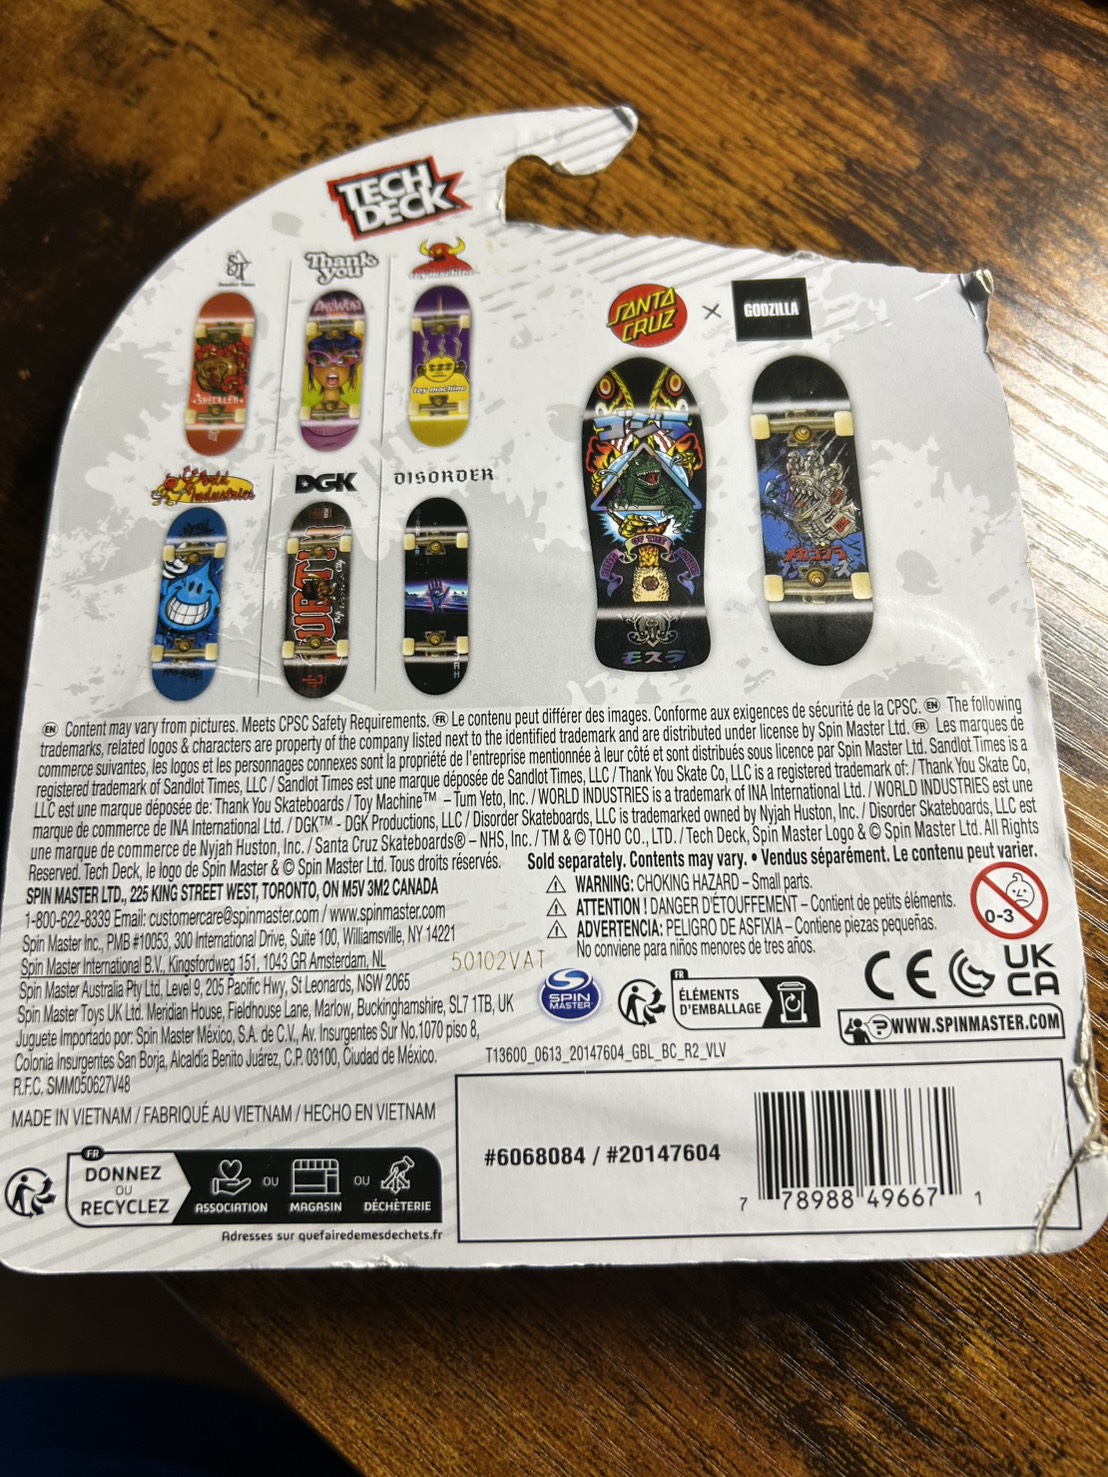 TECH
DECK
Thank
you
toy machine
SANTA
CRUZ
X
GODZILLA
SHECKLER
toy machine
World
Industries
DGK
DISORDER
ゴジラ
OF THE
モスラ
EN Content may vary from pictures. Meets CPSC Safety Requirements. FR Le contenu peut différer des images. Conforme aux exigences de sécurité de la CPSC. EN The following
trademarks, related logos & characters are property of the company listed next to the identified trademark and are distributed under license by Spin Master Ltd. FR Les marques de
commerce suivantes, les logos et les personnages connexes sont la propriété de l'entreprise mentionnée à leur côté et sont distribués sous licence par Spin Master Ltd. Sandlot Times is a
registered trademark of Sandlot Times, LLC / Sandlot Times est une marque déposée de Sandlot Times, LLC / Thank You Skate Co, LLC is a registered trademark of: / Thank You Skate Co,
LLC est une marque déposée de: Thank You Skateboards / Toy Machine™ – Tum Yeto, Inc. / WORLD INDUSTRIES is a trademark of INA International Ltd. / WORLD INDUSTRIES est une
marque de commerce de INA International Ltd. / DGK™ - DGK Productions, LLC / Disorder Skateboards, LLC is trademarked owned by Nyjah Huston, Inc. / Disorder Skateboards, LLC est
une marque de commerce de Nyjah Huston, Inc. / Santa Cruz Skateboards® – NHS, Inc. / TM & © TOHO CO., LTD. / Tech Deck, Spin Master Logo & © Spin Master Ltd. All Rights
Reserved. Tech Deck, le logo de Spin Master & © Spin Master Ltd. Tous droits réservés.
Sold separately. Contents may vary. • Vendus séparément. Le contenu peut varier.
SPIN MASTER LTD., 225 KING STREET WEST, TORONTO, ON M5V 3M2 CANADA
1-800-622-8339 Email: customercare@spinmaster.com / www.spinmaster.com
Spin Master Inc., PMB #10053, 300 International Drive, Suite 100, Williamsville, NY 14221
Spin Master International B.V., Kingsfordweg 151, 1043 GR Amsterdam, NL
Spin Master Australia Pty Ltd, Level 9, 205 Pacific Hwy, St Leonards, NSW 2065
Spin Master Toys UK Ltd. Meridian House, Fieldhouse Lane, Marlow, Buckinghamshire, SL7 1TB, UK
Juguete Importado por: Spin Master México, S.A. de C.V., Av. Insurgentes Sur No.1070 piso 8,
Colonia Insurgentes San Borja, Alcaldía Benito Juárez, C.P. 03100, Ciudad de México.
R.F.C. SMM050627V48
MADE IN VIETNAM / FABRIQUÉ AU VIETNAM / HECHO EN VIETNAM
WARNING: CHOKING HAZARD – Small parts.
ATTENTION ! DANGER D'ÉTOUFFEMENT – Contient de petits éléments.
ADVERTENCIA: PELIGRO DE ASFIXIA – Contiene piezas pequeñas.
No conviene para niños menores de tres años.
0-3
50102VAT
SPIN
MASTER
FR
ÉLÉMENTS
D'EMBALLAGE
CE
UK
CA
?WWW.SPINMASTER.COM
T13600_0613_20147604_GBL_BC_R2_VLV
FR
DONNEZ
OU
RECYCLEZ
ASSOCIATION
OU
MAGASIN
OU
DÉCHÈTERIE
Adresses sur quefairedemesdechets.fr
#6068084 / #20147604
7 78988 49667 1